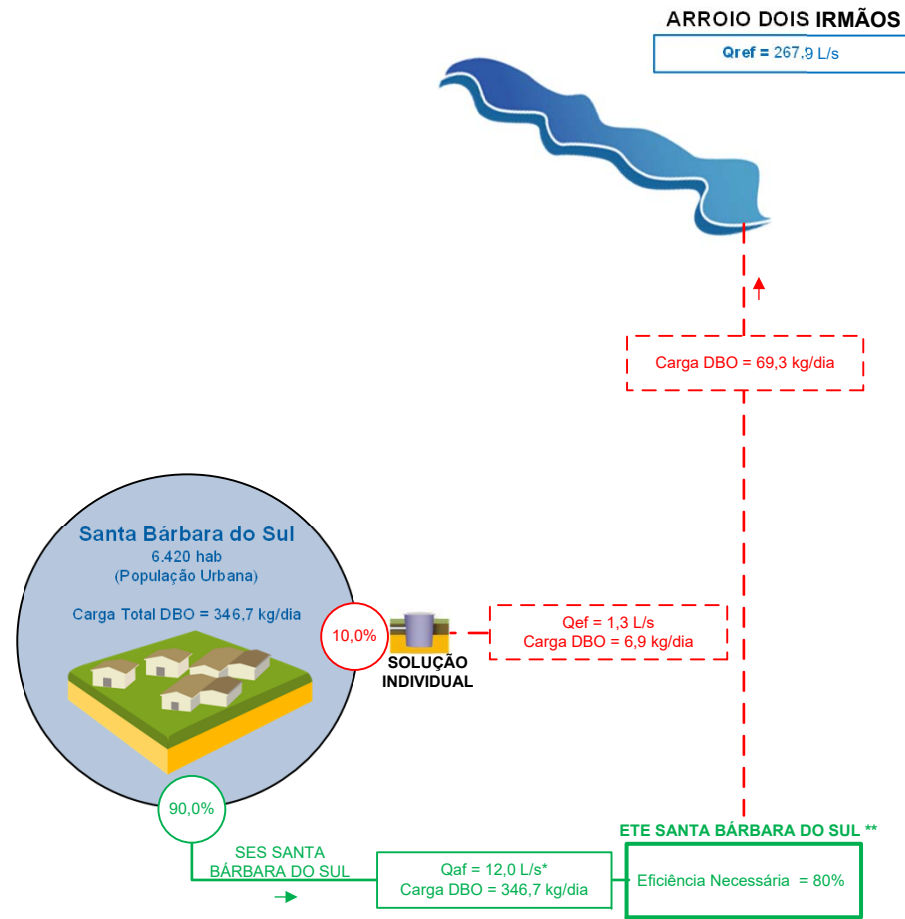 ARROIO DOIS IRMÃOS
Qref = 267,9 L/s
Carga DBO = 69,3 kg/dia
Santa Bárbara do Sul
6.420 hab
(População Urbana)
Carga Total DBO = 346,7 kg/dia
10,0%
SOLUÇÃO
INDIVIDUAL
Qef = 1,3 L/s
Carga DBO = 6,9 kg/dia
90,0%
SES SANTA
BÁRBARA DO SUL
Qaf = 12,0 L/s*
Carga DBO = 346,7 kg/dia
ETE SANTA BÁRBARA DO SUL **
Eficiência Necessária = 80%